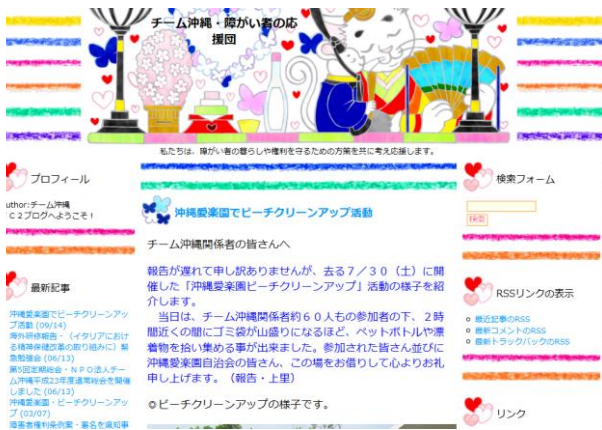 チーム沖縄・障がい者の応
援団
私たちは、障がい者の暮らしや権利を守るための方策を共に考え応援します。
プロフィール
uthor:チーム沖縄
C2ブログへようこそ！
最新記事
沖縄愛楽園でビーチクリーンアッ
プ活動 (09/14)
海外研修報告・（イタリアにおけ
る精神保健改革の取り組みに）緊
急勉強会 (06/13)
第5回定期総会・ＮＰＯ法人チー
ム沖縄平成23年度通常総会を開催
しました (06/13)
沖縄愛楽園・ビーチクリーンアッ
プ (03/07)
障害者権利条例案・署名を県知事
沖縄愛楽園でビーチクリーンアップ活動
チーム沖縄関係者の皆さんへ
報告が遅れて申し訳ありませんが、去る７／３０（土）に開
催した「沖縄愛楽園ビーチクリーンアップ」活動の様子を紹
介します。
当日は、チーム沖縄関係者約６０人もの参加者の下、２時
間近くの間にゴミ袋が山盛りになるほど、ペットボトルや漂
着物を拾い集める事が出来ました。参加された皆さん並びに
沖縄愛楽園自治会の皆さん、この場をお借りして心よりお礼
申し上げます。（報告・上里）
◎ビーチクリーンアップの様子です。
検索フォーム
検索
RSSリンクの表示
最近記事のRSS
最新コメントのRSS
最新トラックバックのRSS
リンク